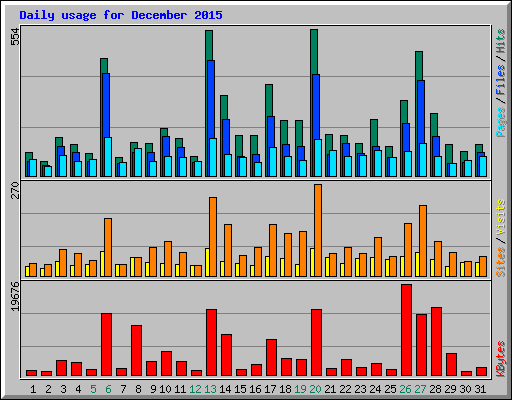 Daily usage for December 2015
554
Pages / Files / Hits
270
Sites / Visits
19676
KBytes
1 2 3 4 5 6 7 8 9 10 11 12 13 14 15 16 17 18 19 20 21 22 23 24 25 26 27 28 29 30 31